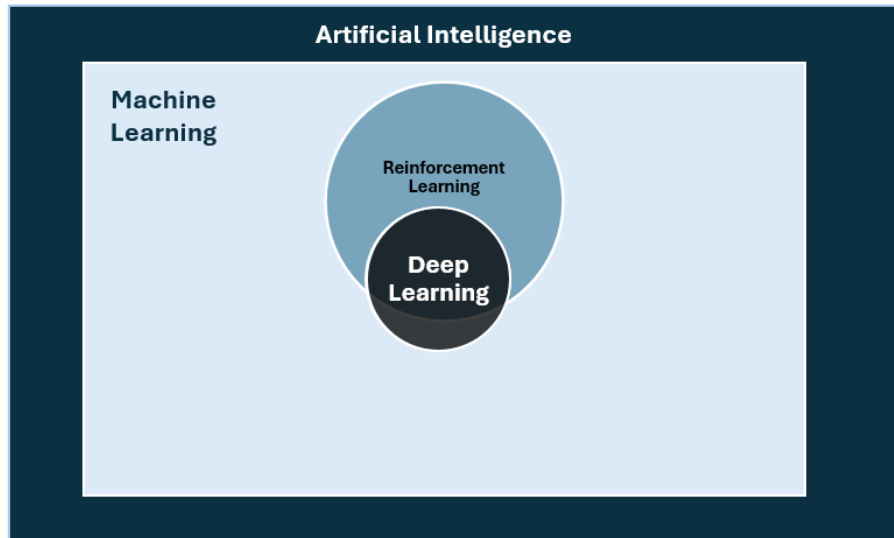 Artificial Intelligence
Machine
Learning
Reinforcement
Learning
Deep
Learning